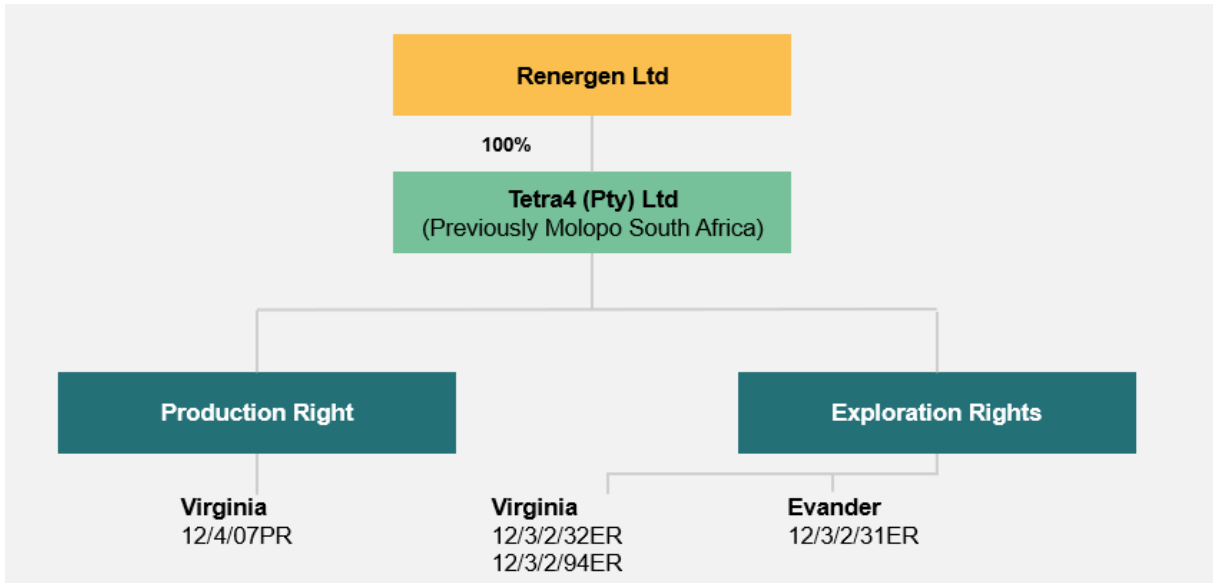 Renergen Ltd
100%
Tetra4 (Pty) Ltd
(Previously Molopo South Africa)
Production Right
Exploration Rights
Virginia
12/4/07PR
Virginia
12/3/2/32ER
12/3/2/94ER
Evander
12/3/2/31ER